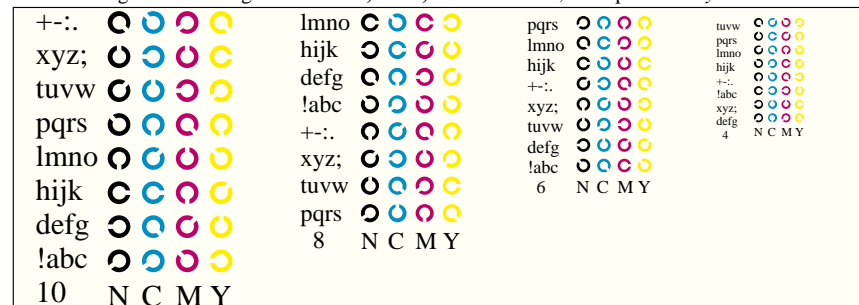 +-:.
xyz;
tuvw
pqrs
lmno
hijk
defg
!abc
10 N C M Y
lmno
hijk
defg
!abc
+-:.
xyz;
tuvw
pqrs
8 N C M Y
pqrs
lmno
hijk
+-:.
xyz;
tuvw
defg
!abc
6 N C M Y
tuvw
pqrs
lmno
hijk
+-:.
!abc
xyz;
defg
4 N C M Y